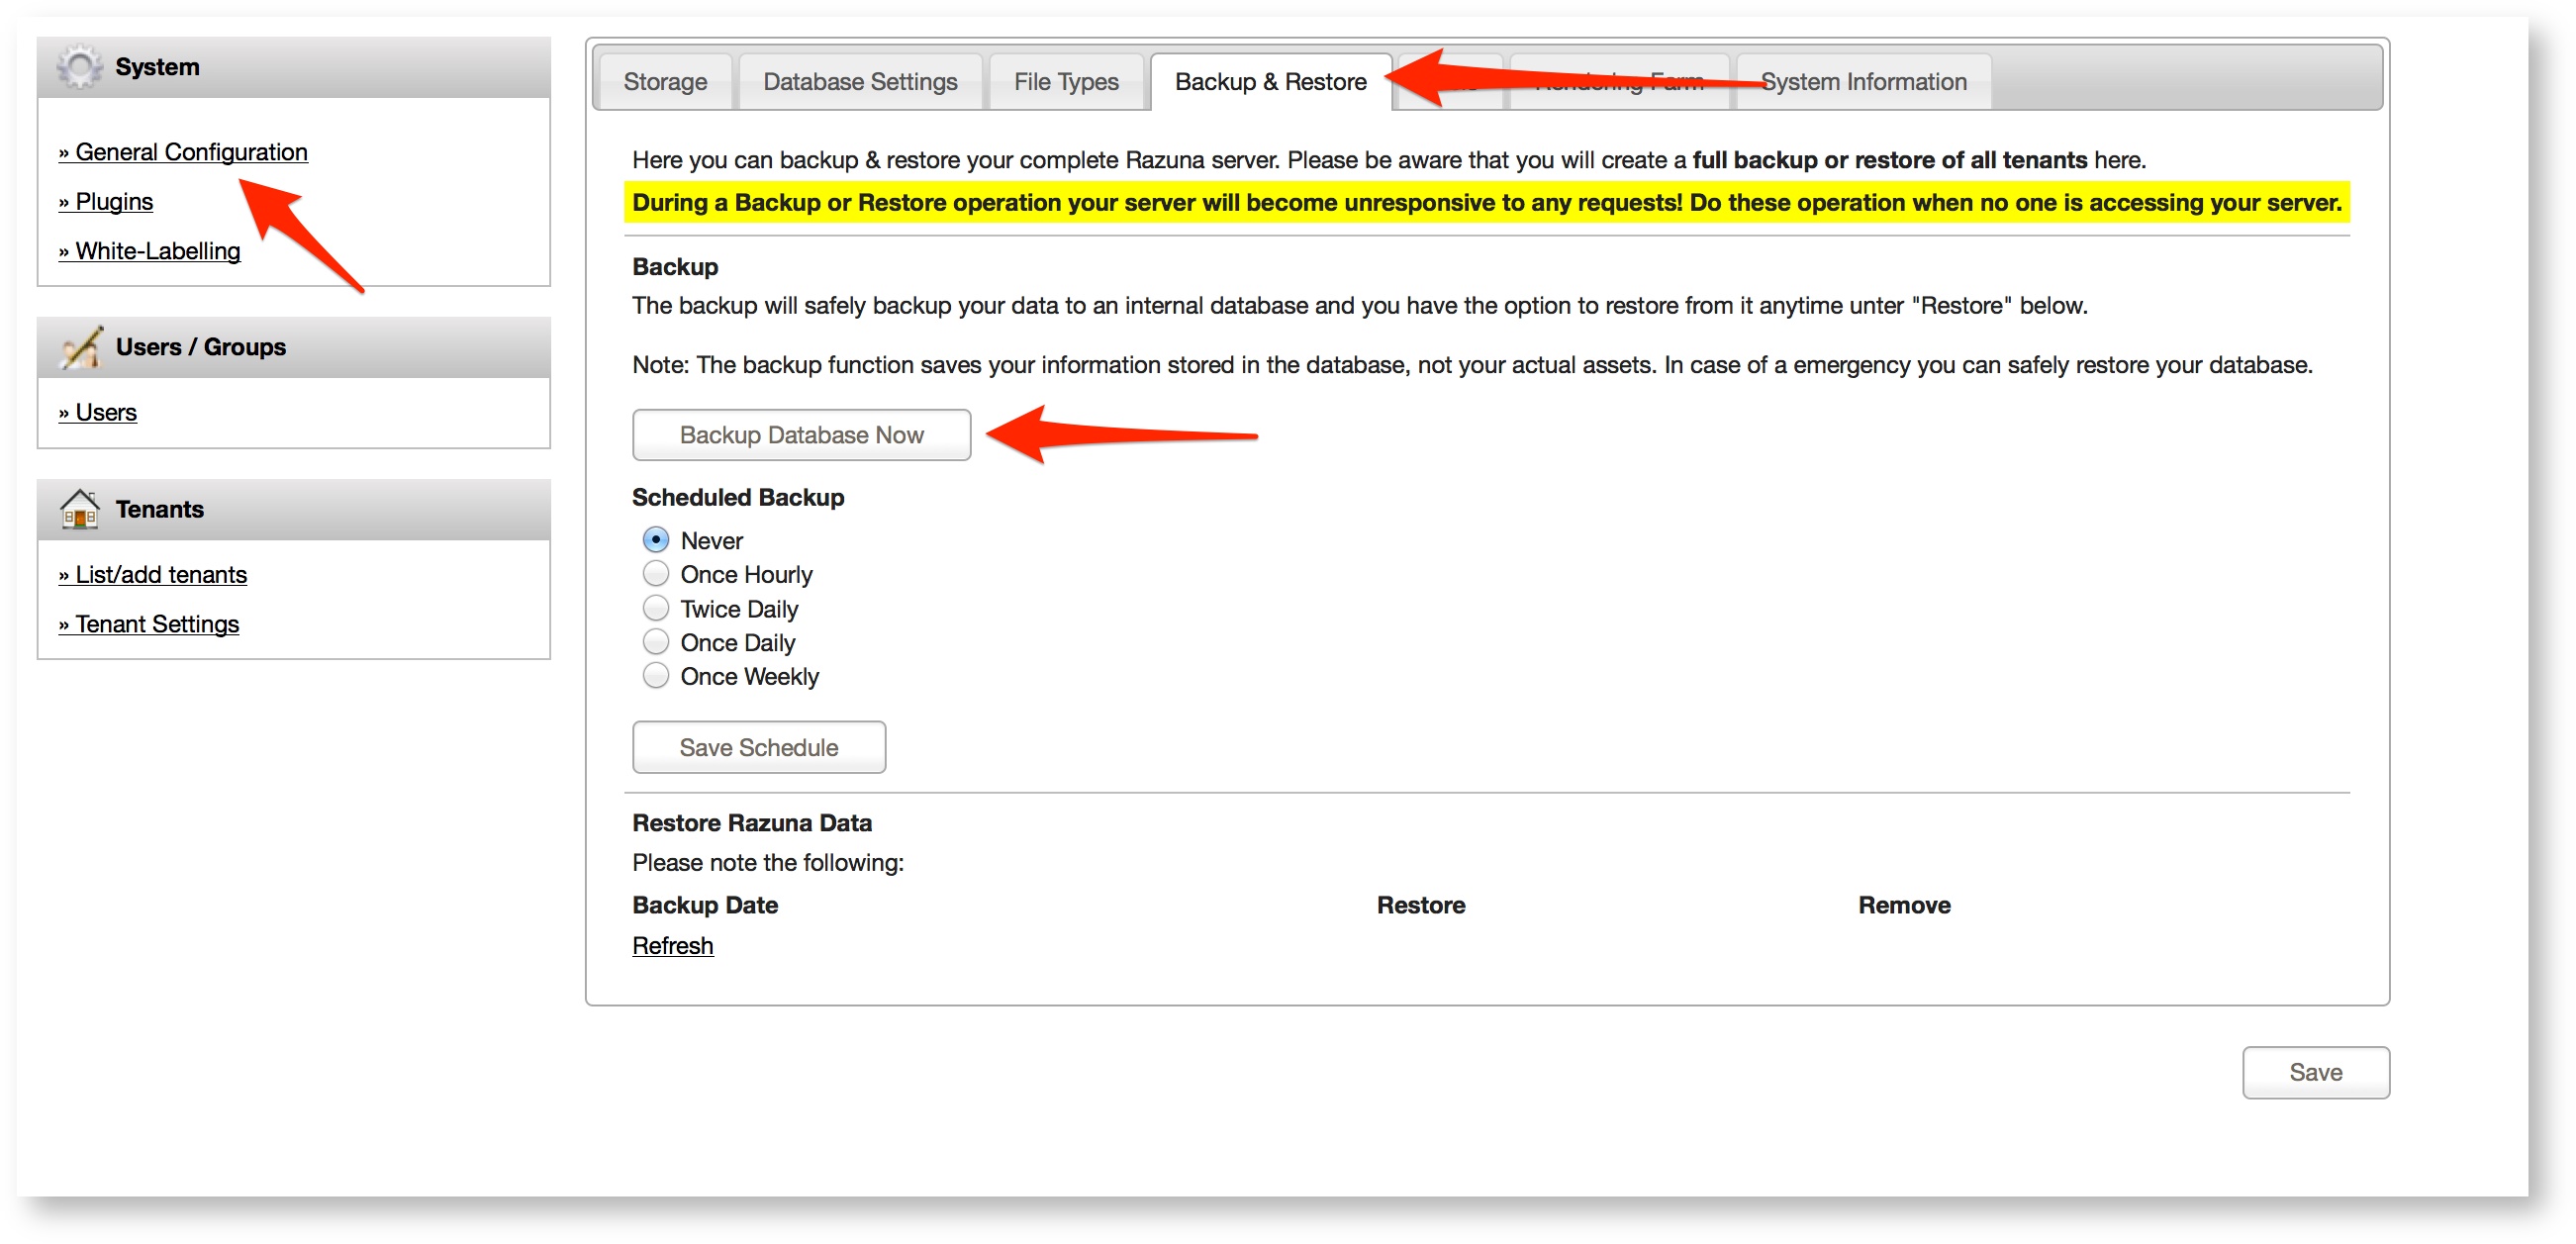 System
» General Configuration
» Plugins
» White-Labelling
Users / Groups
» Users
Tenants
» List/add tenants
» Tenant Settings
Storage
Database Settings
File Types
Backup & Restore
Rendering Farm
System Information
Here you can backup & restore your complete Razuna server. Please be aware that you will create a full backup or restore of all tenants here.
During a Backup or Restore operation your server will become unresponsive to any requests! Do these operation when no one is accessing your server.
Backup
The backup will safely backup your data to an internal database and you have the option to restore from it anytime unter "Restore" below.
Note: The backup function saves your information stored in the database, not your actual assets. In case of a emergency you can safely restore your database.
Backup Database Now
Scheduled Backup
Never
Once Hourly
Twice Daily
Once Daily
Once Weekly
Save Schedule
Restore Razuna Data
Please note the following:
Backup Date
Restore
Remove
Refresh
Save